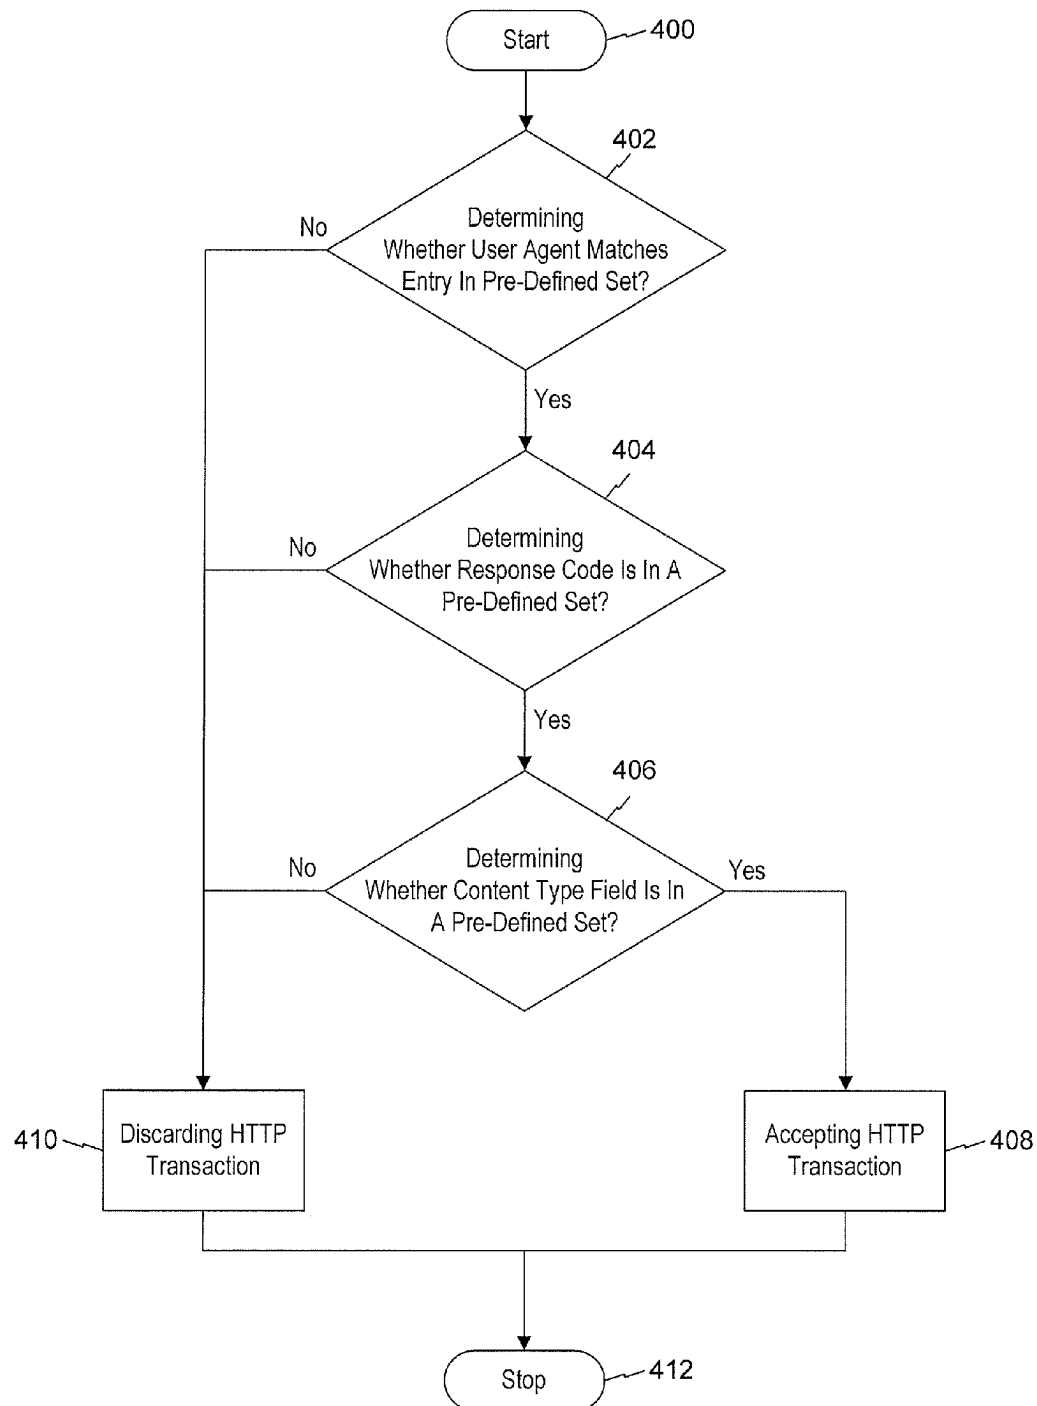 Start
400
402
Determining
Whether User Agent Matches
Entry In Pre-Defined Set?
No
Yes
404
Determining
Whether Response Code Is In A
Pre-Defined Set?
No
Yes
406
Determining
Whether Content Type Field Is In
A Pre-Defined Set?
No
Yes
410
Discarding HTTP
Transaction
Accepting HTTP
Transaction
408
Stop
412